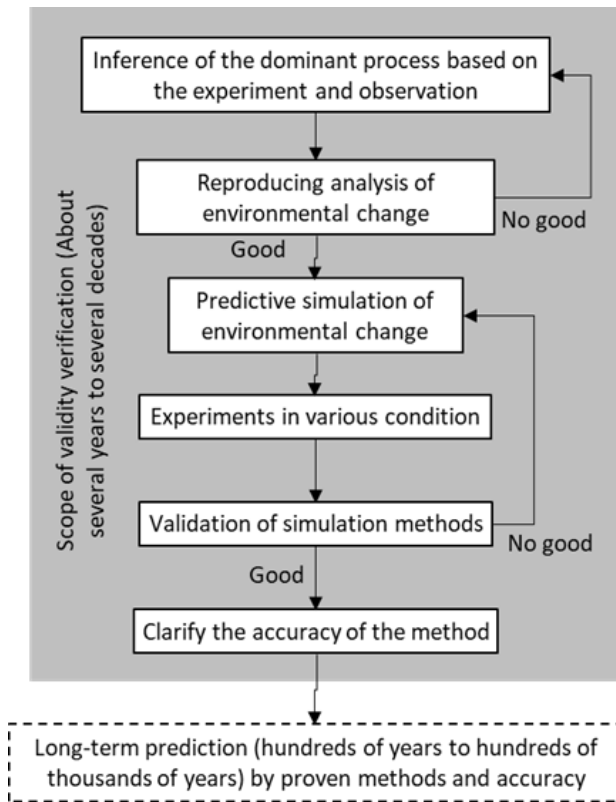 Inference of the dominant process based on
the experiment and observation
Reproducing analysis of
environmental change
No good
Good
Predictive simulation of
environmental change
Experiments in various condition
Validation of simulation methods
No good
Good
Clarify the accuracy of the method
Scope of validity verification (About
several years to several decades)
Long-term prediction (hundreds of years to hundreds of
thousands of years) by proven methods and accuracy